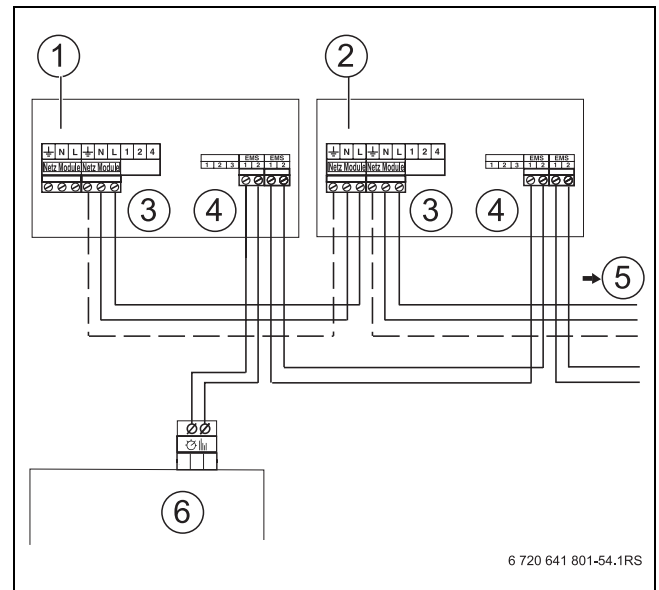 1
2
⏚ N L ⏚ N L 1 2 4
Netz Module Netz Module
EMS EMS
1 2 3 1 2 1 2
3
4
⏚ N L ⏚ N L 1 2 4
Netz Module Netz Module
EMS EMS
1 2 3 1 2 1 2
3
4
5
6
6 720 641 801-54.1RS